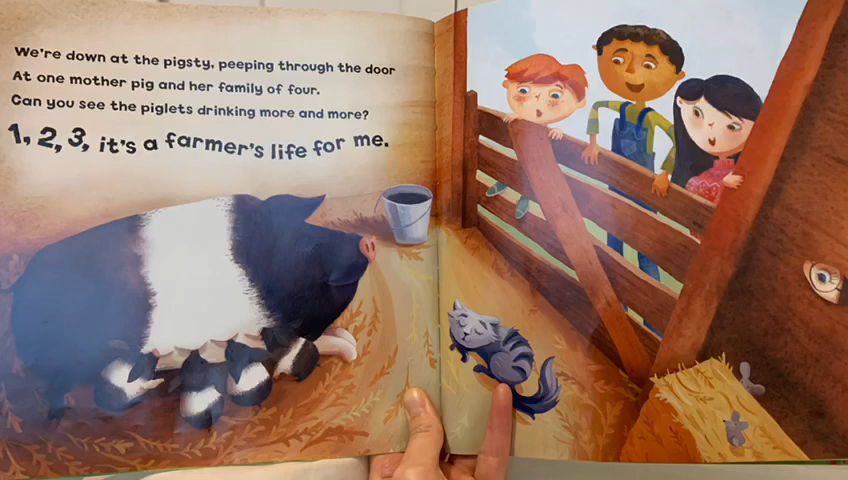 We're down at the pigsty, peeping through the door
At one mother pig and her family of four.
Can you see the piglets drinking more and more?
1, 2, 3, it's a farmer's life for me.